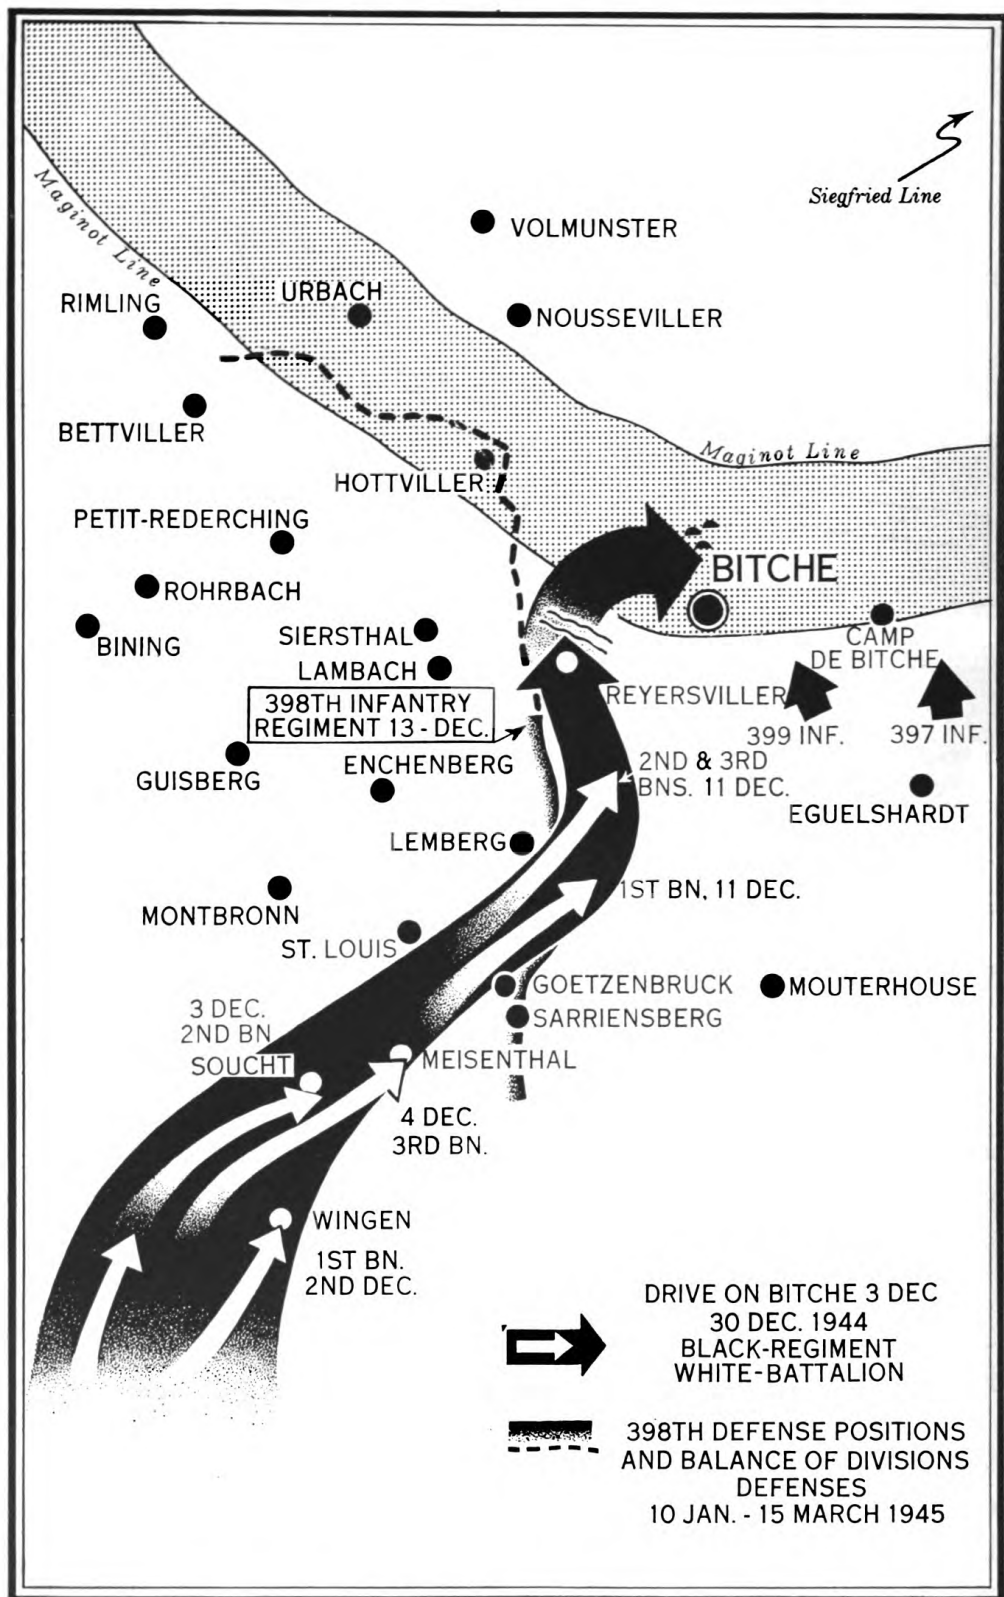 Siegfried Line
Maginot Line
VOLMUNSTER
URBACH
RIMLING
NOUSSEVILLER
BETTVILLER
Maginot Line
HOTTVILLER
PETIT-REDERCHING
BITCHE
ROHRBACH
BINING
SIERSTHAL
CAMP
DE BITCHE
LAMBACH
398TH INFANTRY
REGIMENT 13 - DEC.
REYERSVILLER
399 INF.
397 INF.
GUISBERG
ENCHENBERG
2ND & 3RD
BNS. 11 DEC.
EGUELSHARDT
LEMBERG
1ST BN, 11 DEC.
MONTBRONN
ST. LOUIS
GOETZENBRUCK
MOUTERHOUSE
SARRIENSBERG
3 DEC.
2ND BN
SOUCHT
MEISENTHAL
4 DEC.
3RD BN.
WINGEN
1ST BN.
2ND DEC.
DRIVE ON BITCHE 3 DEC
30 DEC. 1944
BLACK-REGIMENT
WHITE-BATTALION
398TH DEFENSE POSITIONS
AND BALANCE OF DIVISIONS
DEFENSES
10 JAN. - 15 MARCH 1945